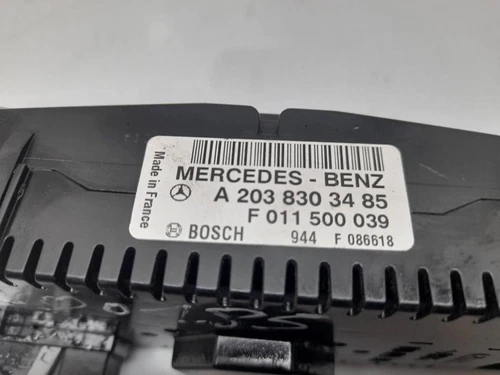 Made in France
MERCEDES - BENZ
A 203 830 34 85
F 011 500 039
BOSCH 944 F 086618